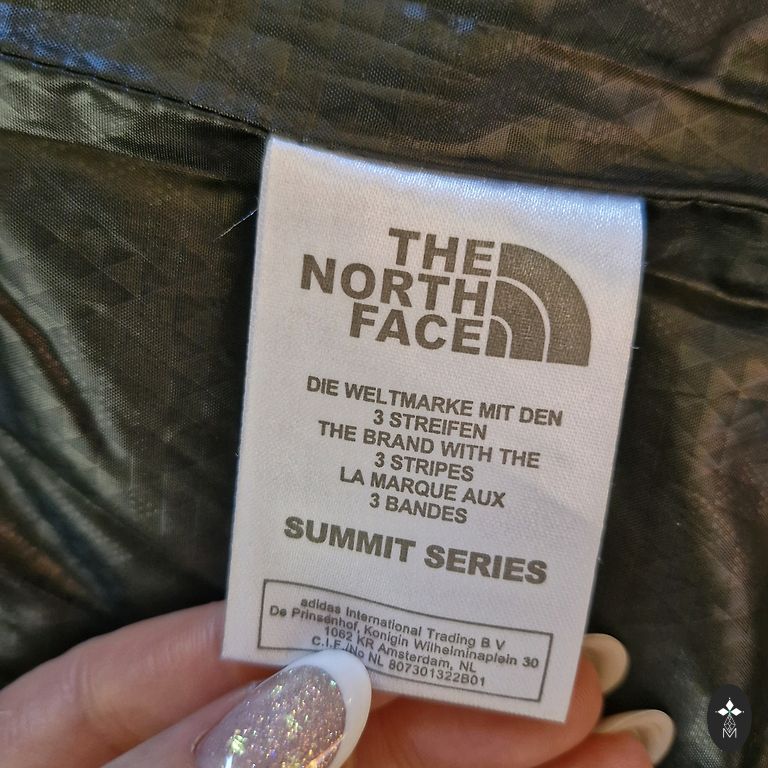 THE
NORTH
FACE
DIE WELTMARKE MIT DEN
3 STREIFEN
THE BRAND WITH THE
3 STRIPES
LA MARQUE AUX
3 BANDES
SUMMIT SERIES
adidas International Trading B V
De Prinsenhof, Konigin Wilhelminaplein 30
1062 KR Amsterdam, NL
C.I.F./No NL 807301322B01
M